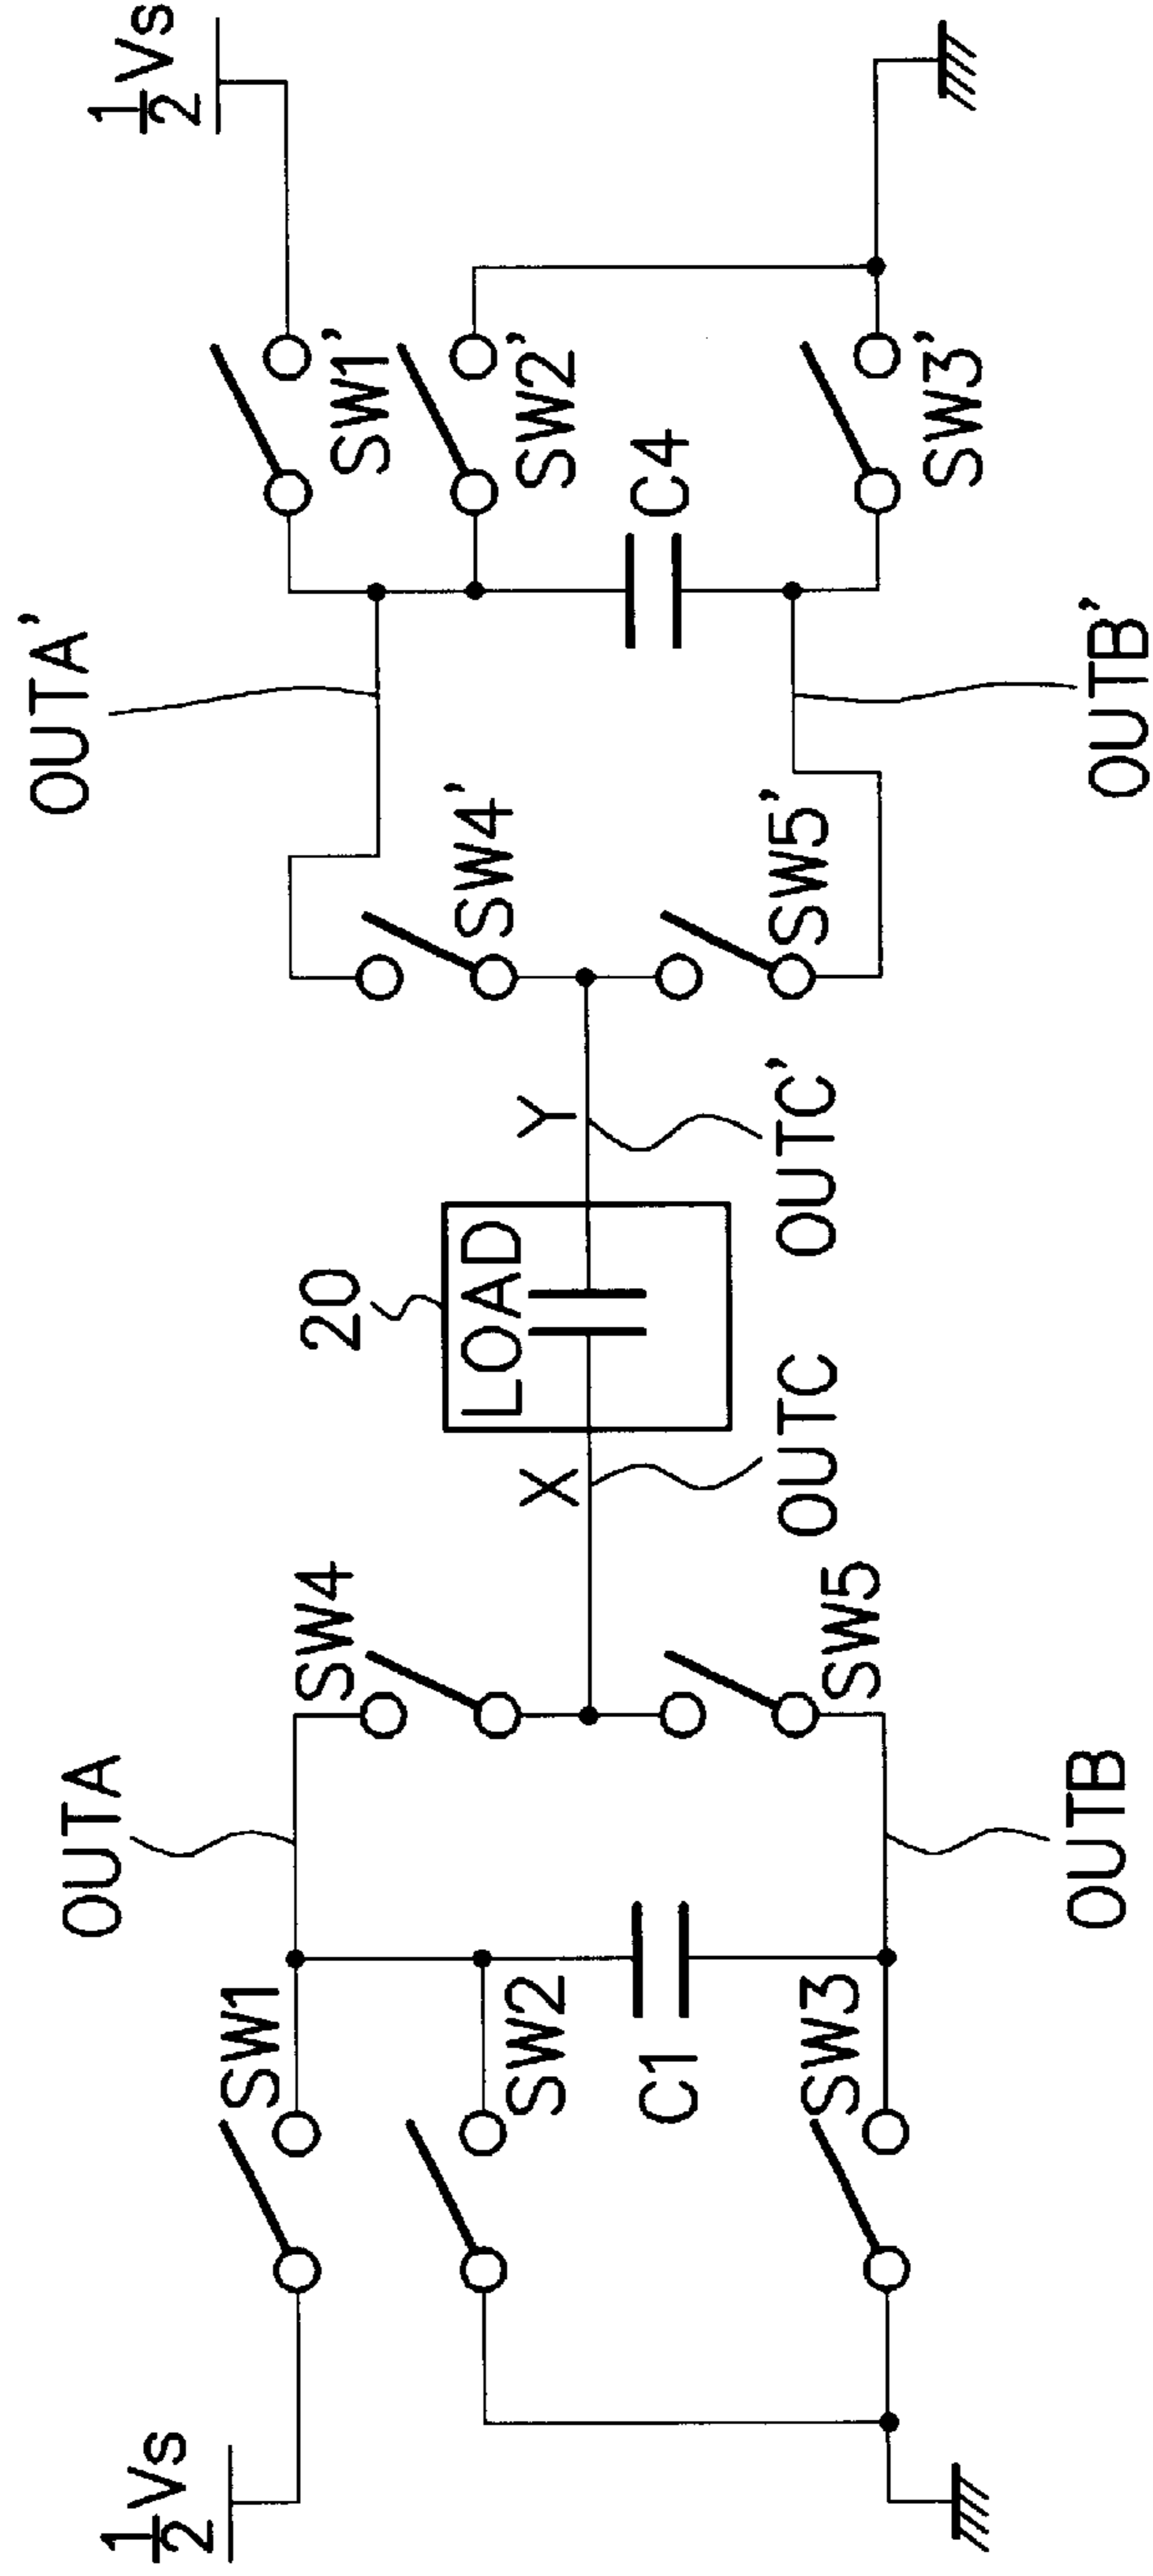 OUTA
OUTA'
½Vs
½Vs
SW1
SW4
20
SW4'
SW1'
LOAD
X
Y
SW2
SW2'
C1
C4
OUTC
OUTC'
SW3
SW5
SW5'
SW3'
OUTB
OUTB'